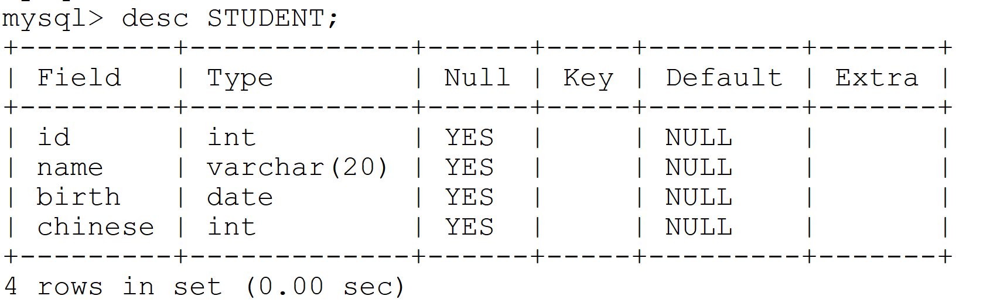 mysql> desc STUDENT;
+---------+-------------+------+-----+---------+-------+
| Field   | Type        | Null | Key | Default | Extra |
+---------+-------------+------+-----+---------+-------+
| id      | int         | YES  |     | NULL    |       |
| name    | varchar(20) | YES  |     | NULL    |       |
| birth   | date        | YES  |     | NULL    |       |
| chinese | int         | YES  |     | NULL    |       |
+---------+-------------+------+-----+---------+-------+
4 rows in set (0.00 sec)